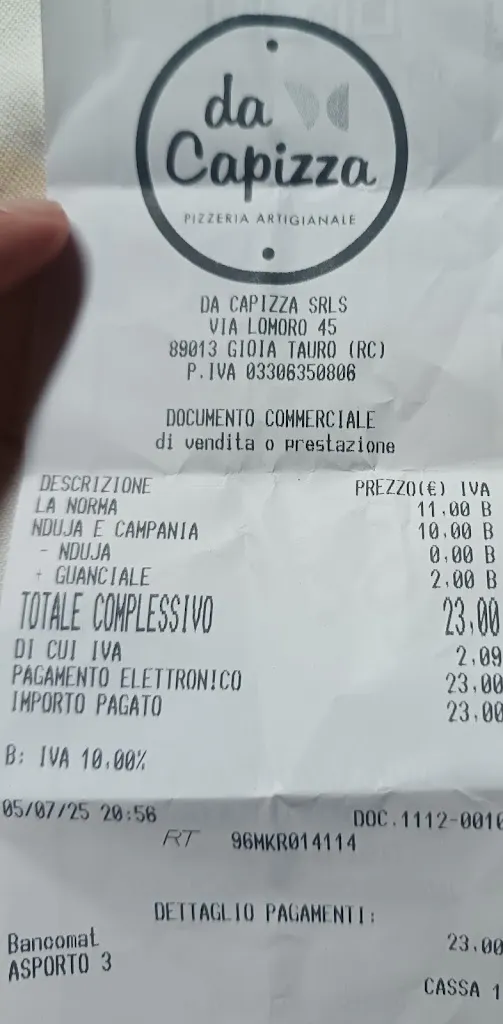 da
Capizza
PIZZERIA ARTIGIANALE
DA CAPIZZA SRLS
VIA LOMORO 45
89013 GIOIA TAURO (RC)
P.IVA 03306350806
DOCUMENTO COMMERCIALE
di vendita o prestazione
DESCRIZIONE PREZZO(€) IVA
LA NORMA 11,00 B
NDUJA E CAMPANIA 10,00 B
- NDUJA 0,00 B
+ GUANCIALE 2,00 B
TOTALE COMPLESSIVO 23,00
DI CUI IVA 2,09
PAGAMENTO ELETTRONICO 23,00
IMPORTO PAGATO 23,00
B: IVA 10,00%
05/07/25 20:56 DOC.1112-0016
RT 96MKR014114
DETTAGLIO PAGAMENTI:
Bancomat 23,00
ASPORTO 3
CASSA 1